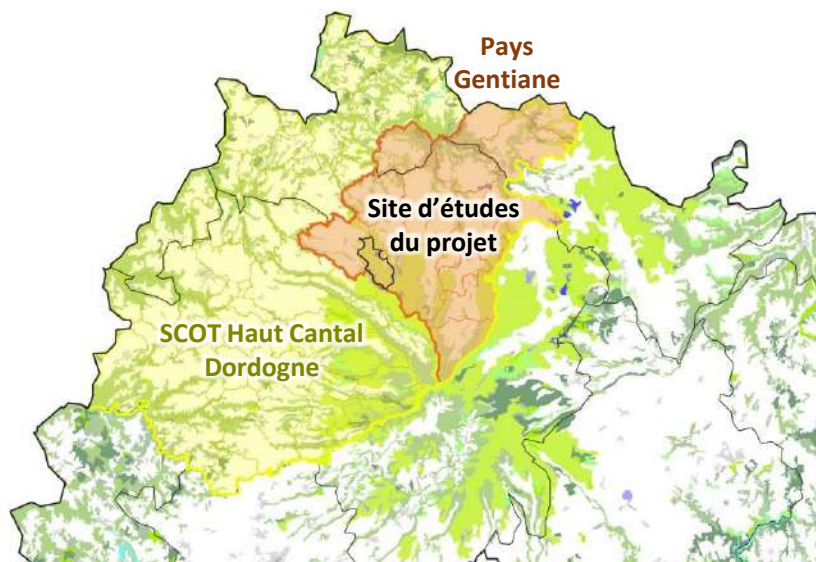 Pays
Gentiane
Site d’études
du projet
SCOT Haut Cantal
Dordogne